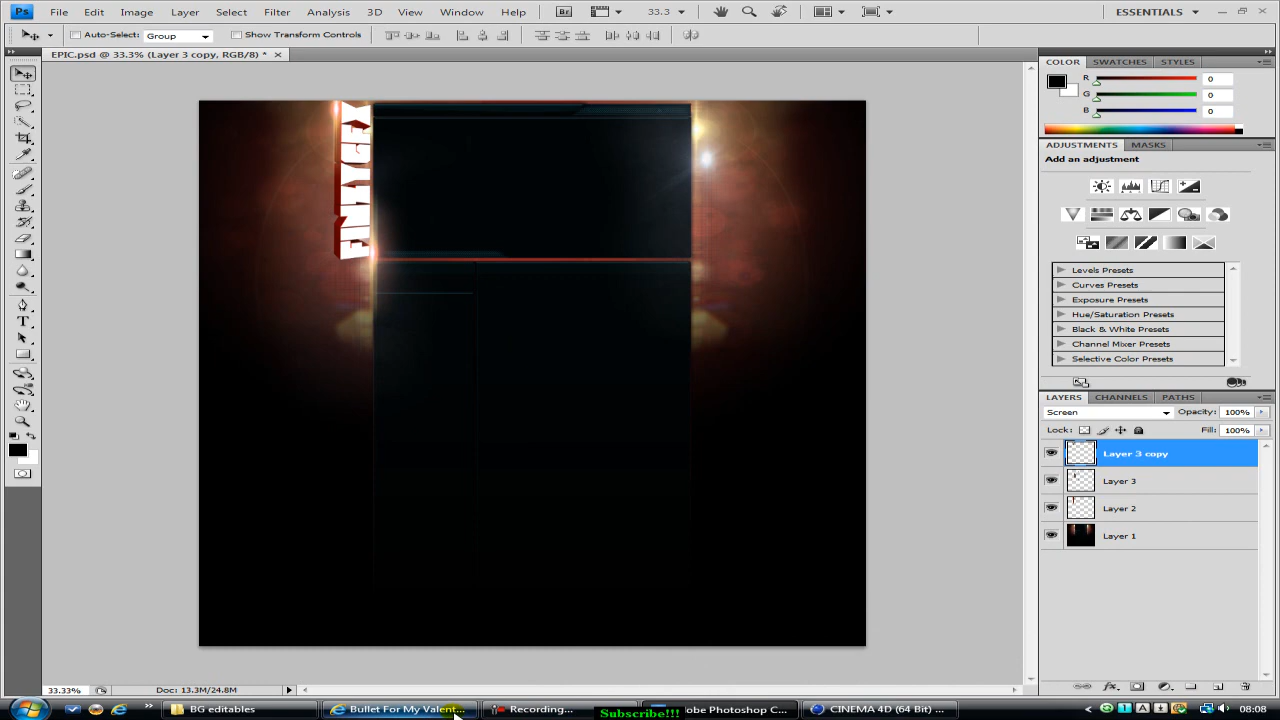 Ps File Edit Image Layer Select Filter Analysis 3D View Window Help Br 33.3 ESSENTIALS
Auto-Select: Group Show Transform Controls
EPIC.psd @ 33.3% (Layer 3 copy, RGB/8) *
COLOR SWATCHES STYLES
R 0
G 0
B 0
ADJUSTMENTS MASKS
Add an adjustment
Levels Presets
Curves Presets
Exposure Presets
Hue/Saturation Presets
Black & White Presets
Channel Mixer Presets
Selective Color Presets
LAYERS CHANNELS PATHS
Screen Opacity: 100%
Lock: Fill: 100%
Layer 3 copy
Layer 3
Layer 2
Layer 1
33.33% Doc: 13.3M/24.8M
BG editables Bullet For My Valent... Recording... dobe Photoshop C... CINEMA 4D (64 Bit) ... 08:08
Subscribe!!!